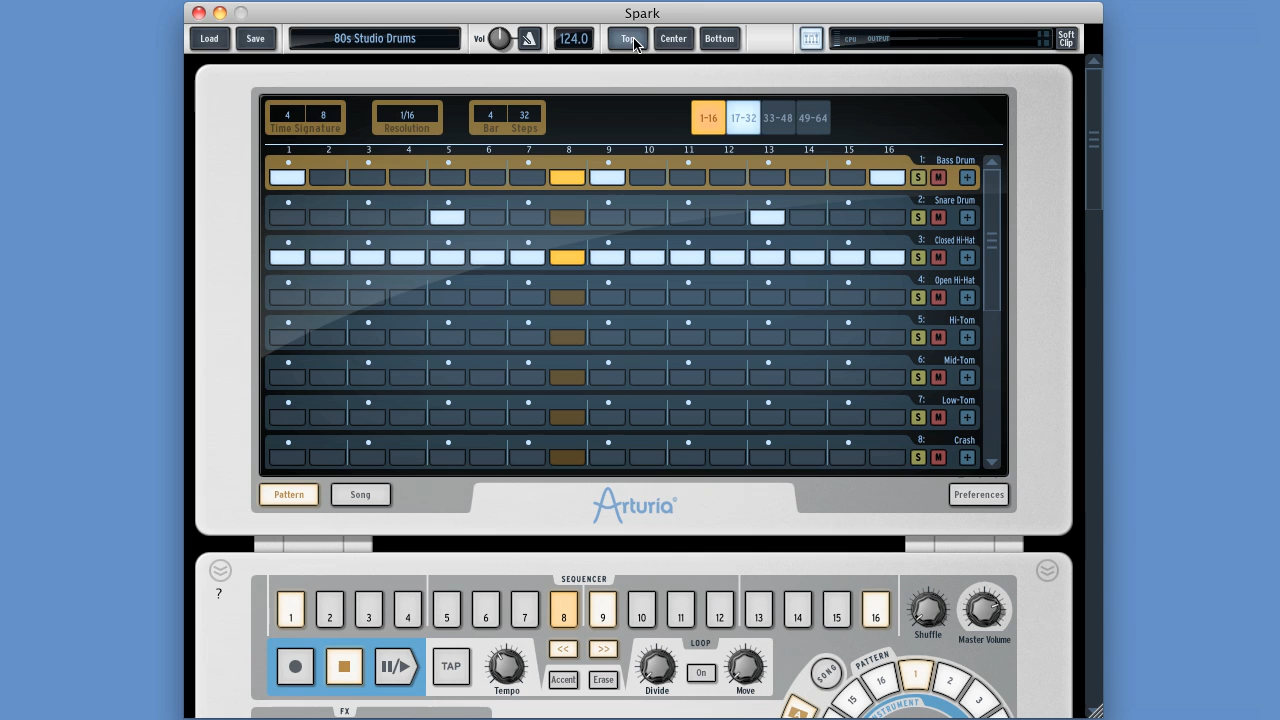 Spark
Load Save 80s Studio Drums Vol 124.0 Top Center Bottom CPU OUTPUT Soft Clip
4 8 1/16 4 32 1-16 17-32 33-48 49-64
Time Signature Resolution Bar Steps
1 2 3 4 5 6 7 8 9 10 11 12 13 14 15 16
1: Bass Drum
S M +
2: Snare Drum
S M +
3: Closed Hi-Hat
S M +
4: Open Hi-Hat
S M +
5: Hi-Tom
S M +
6: Mid-Tom
S M +
7: Low-Tom
S M +
8: Crash
S M +
Pattern Song Arturia Preferences
SEQUENCER
?
1 2 3 4 5 6 7 8 9 10 11 12 13 14 15 16
Shuffle Master Volume
<< >> LOOP
TAP Accent Erase On
Tempo Divide Move
SONG PATTERN
15 16 1 2 3
A INSTRUMENT
FX